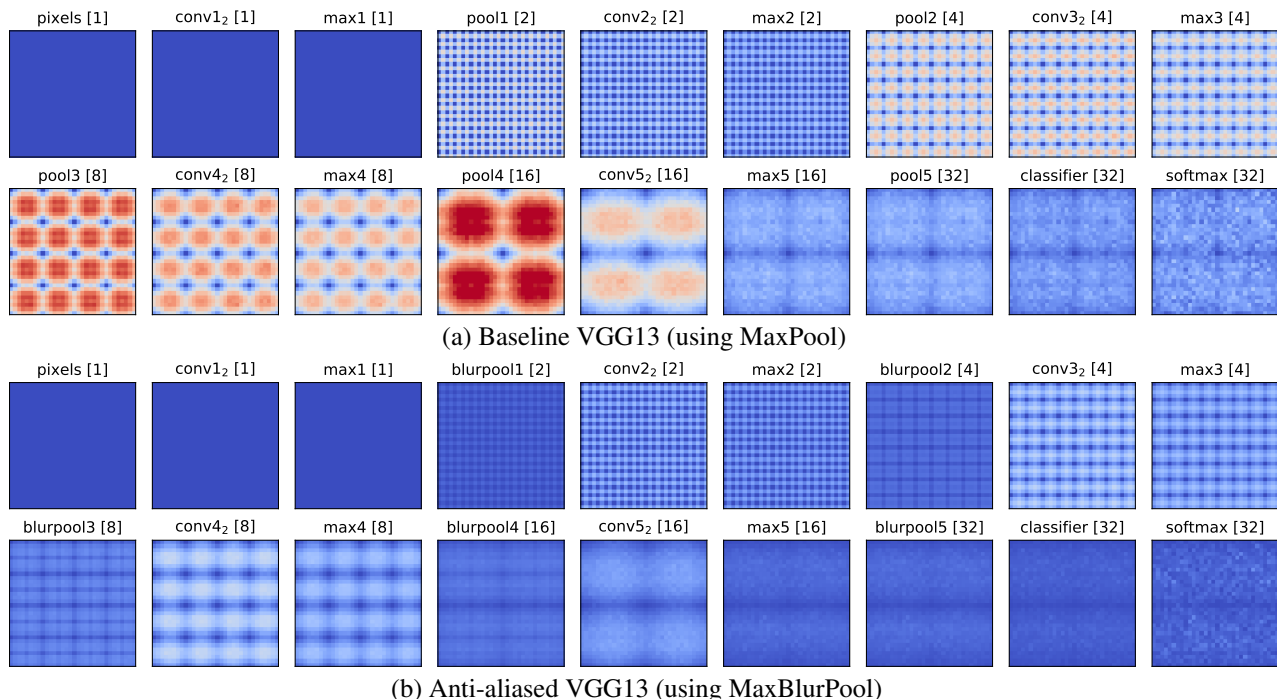 pixels [1] conv1₂ [1] max1 [1] pool1 [2] conv2₂ [2] max2 [2] pool2 [4] conv3₂ [4] max3 [4]
pool3 [8] conv4₂ [8] max4 [8] pool4 [16] conv5₂ [16] max5 [16] pool5 [32] classifier [32] softmax [32]
(a) Baseline VGG13 (using MaxPool)
pixels [1] conv1₂ [1] max1 [1] blurpool1 [2] conv2₂ [2] max2 [2] blurpool2 [4] conv3₂ [4] max3 [4]
blurpool3 [8] conv4₂ [8] max4 [8] blurpool4 [16] conv5₂ [16] max5 [16] blurpool5 [32] classifier [32] softmax [32]
(b) Anti-aliased VGG13 (using MaxBlurPool)